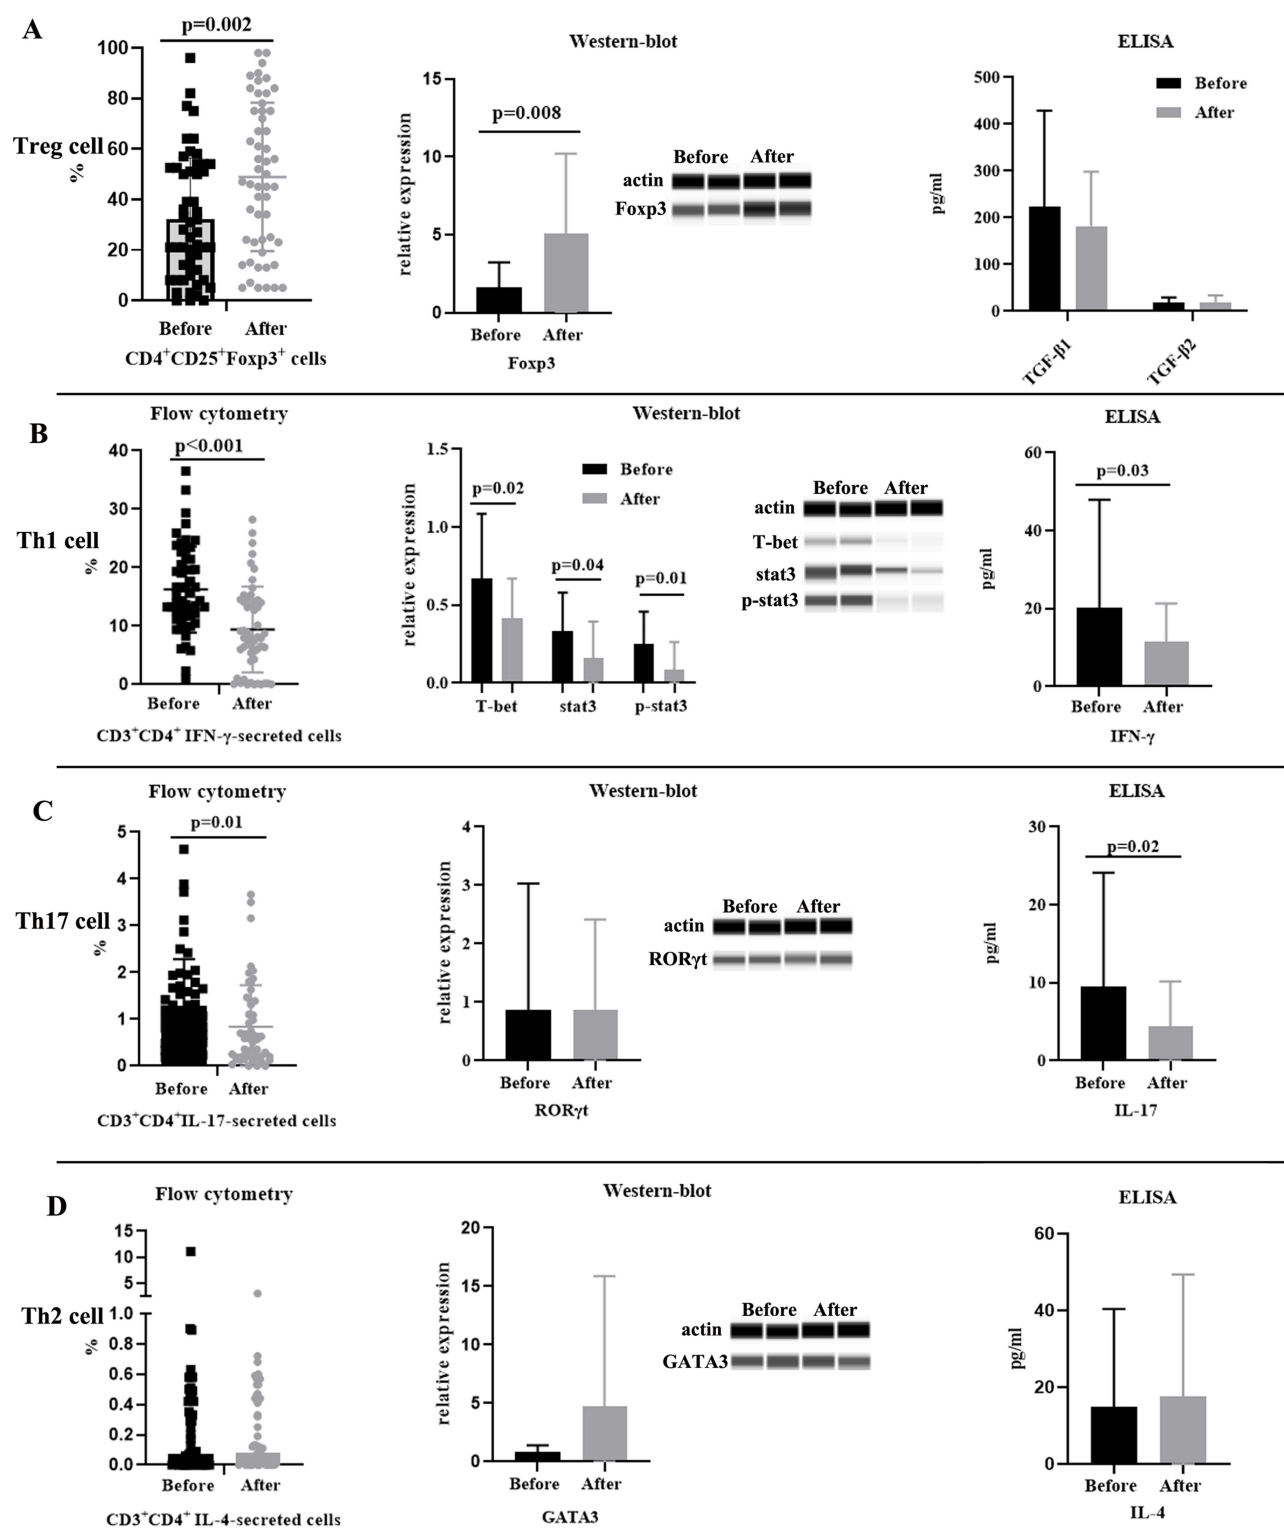 A
p=0.002
Western-blot
ELISA
Treg cell
%
100
80
60
40
20
0
Before
After
CD4+CD25+Foxp3+ cells
relative expression
15
10
5
0
p=0.008
Before
After
Foxp3
Before
After
actin
Foxp3
pg/ml
500
400
300
200
100
0
Before
After
TGF-β1
TGF-β2
B
Flow cytometry
Western-blot
ELISA
Th1 cell
%
p<0.001
40
30
20
10
0
Before
After
CD3+CD4+ IFN-γ-secreted cells
relative expression
1.5
1.0
0.5
0.0
Before
After
p=0.02
p=0.04
p=0.01
T-bet
stat3
p-stat3
Before
After
actin
T-bet
stat3
p-stat3
pg/ml
60
40
20
0
p=0.03
Before
After
IFN-γ
C
Flow cytometry
Western-blot
ELISA
Th17 cell
%
p=0.01
5
4
3
2
1
0
Before
After
CD3+CD4+IL-17-secreted cells
relative expression
4
3
2
1
0
Before
After
RORγt
Before
After
actin
RORγt
pg/ml
30
20
10
0
p=0.02
Before
After
IL-17
D
Flow cytometry
Western-blot
ELISA
Th2 cell
%
15
10
5
1.0
0.8
0.6
0.4
0.2
0.0
Before
After
CD3+CD4+ IL-4-secreted cells
relative expression
20
15
10
5
0
Before
After
GATA3
Before
After
actin
GATA3
pg/ml
60
40
20
0
Before
After
IL-4